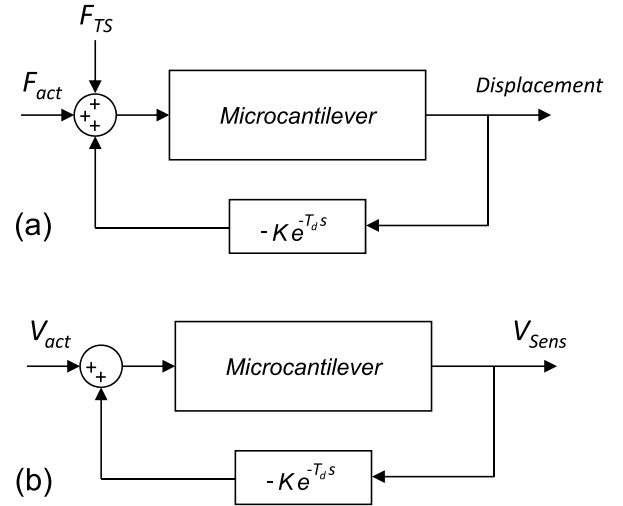 F_TS
F_act
+
+
+
Microcantilever
Displacement
-Ke^-T_d s
(a)
V_act
+
+
Microcantilever
V_Sens
-Ke^-T_d s
(b)